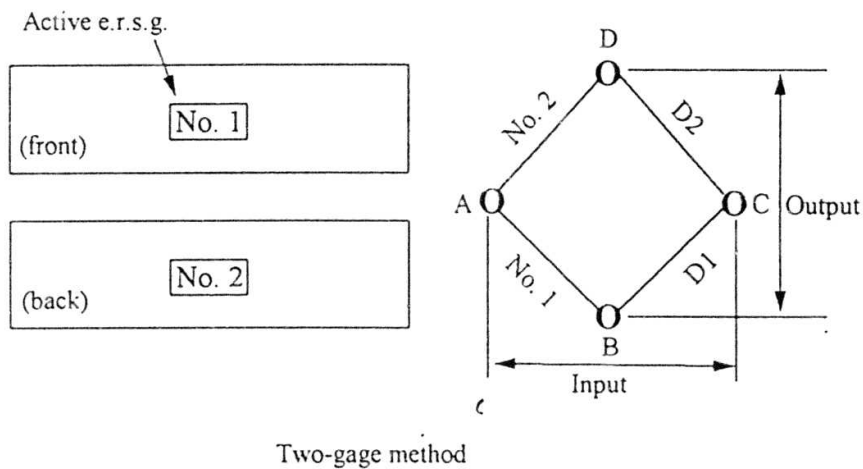 Active e.r.s.g.
No. 1
(front)
No. 2
(back)
D
No. 2
D2
A
C
Output
No. 1
D1
B
Input
Two-gage method